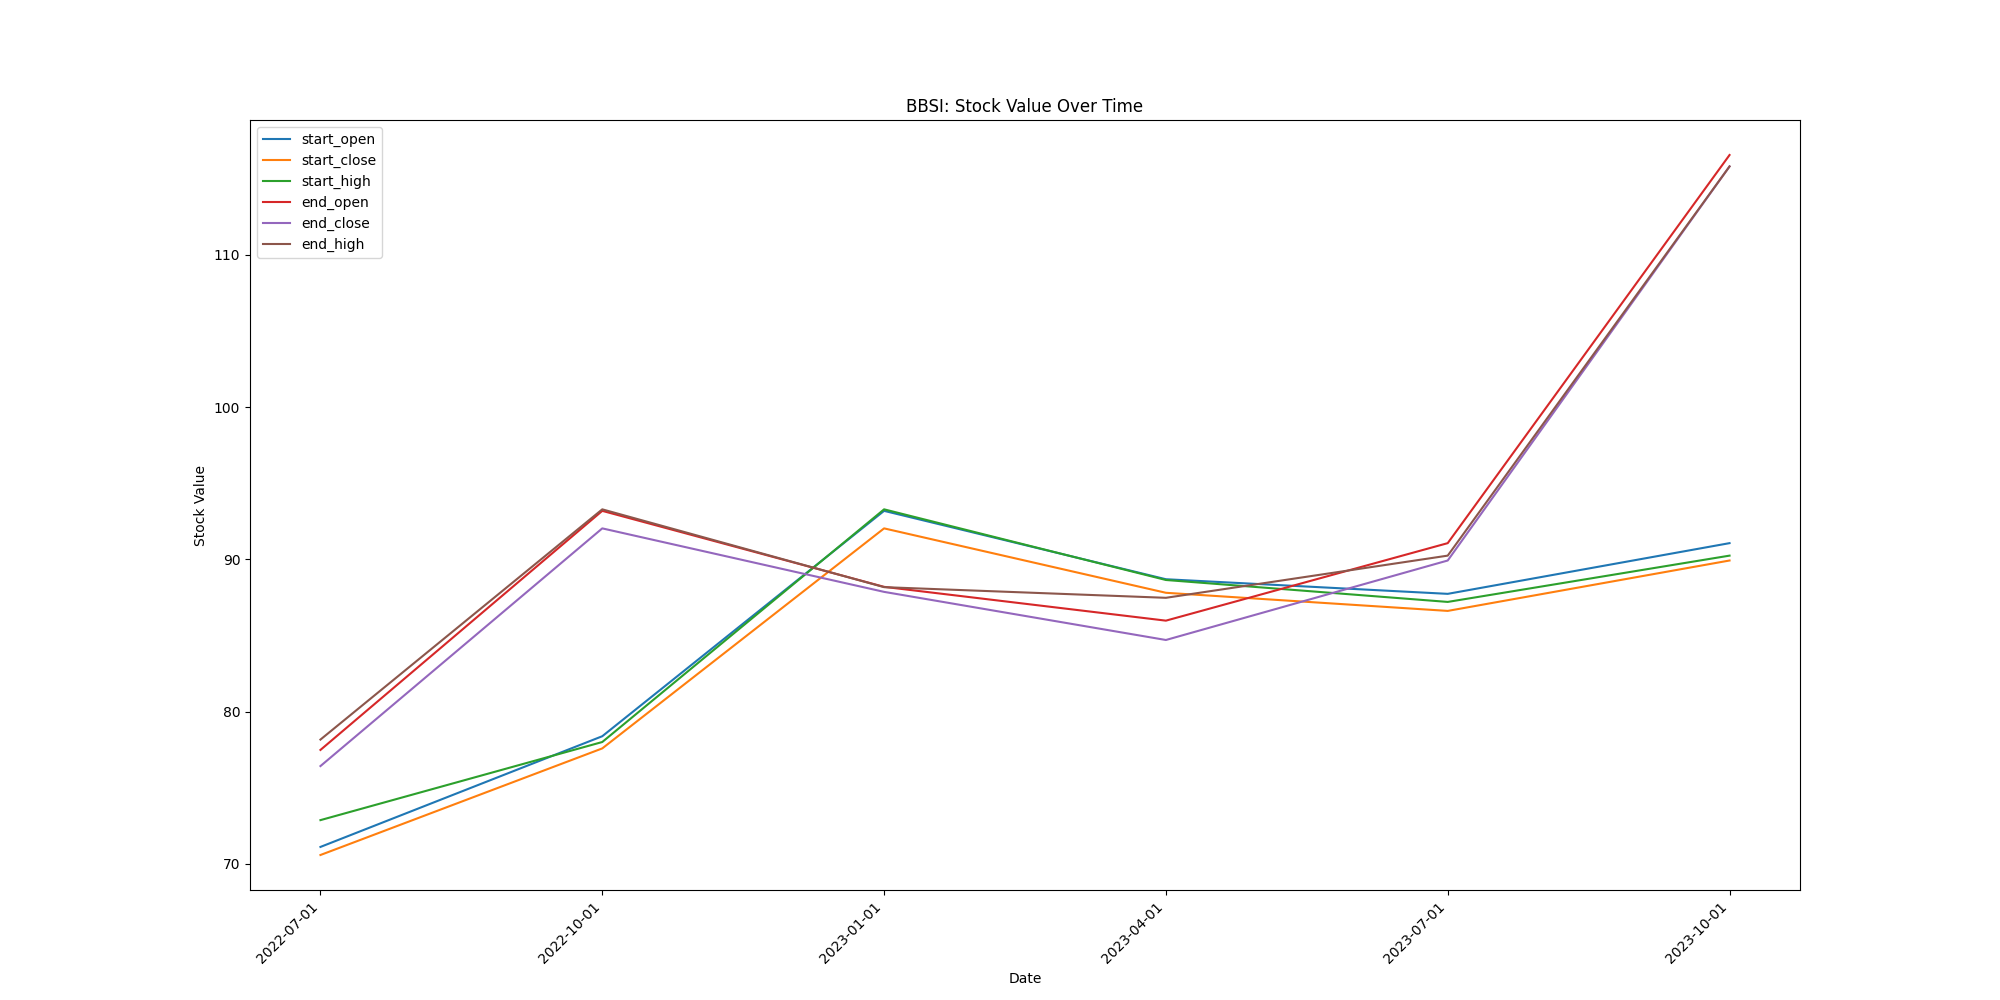 BBSI: Stock Value Over Time
start_open
start_close
start_high
end_open
end_close
end_high
110
100
90
80
70
Stock Value
2022-07-01
2022-10-01
2023-01-01
2023-04-01
2023-07-01
2023-10-01
Date